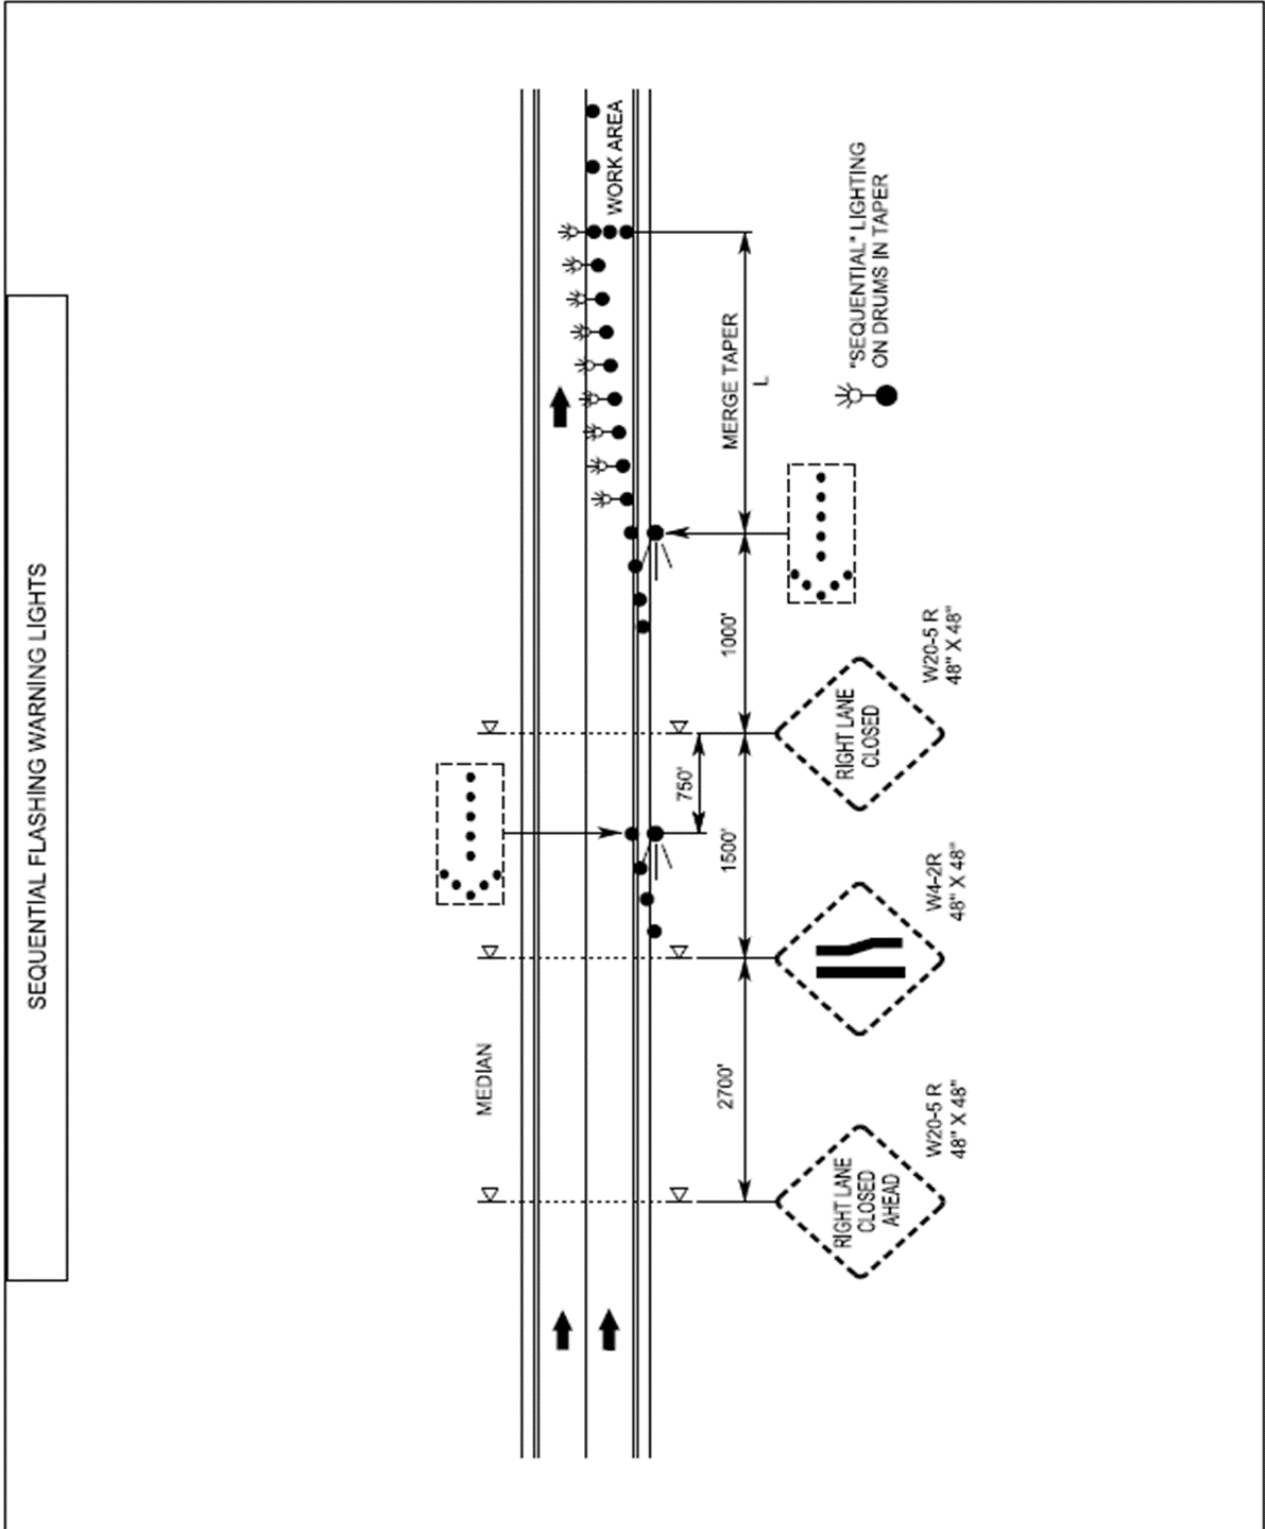 SEQUENTIAL FLASHING WARNING LIGHTS
MEDIAN
WORK AREA
MERGE TAPER
L
1000'
750'
1500'
2700'
"SEQUENTIAL" LIGHTING
ON DRUMS IN TAPER
RIGHT LANE
CLOSED
W20-5 R
48" X 48"
W4-2R
48" X 48"
RIGHT LANE
CLOSED
AHEAD
W20-5 R
48" X 48"